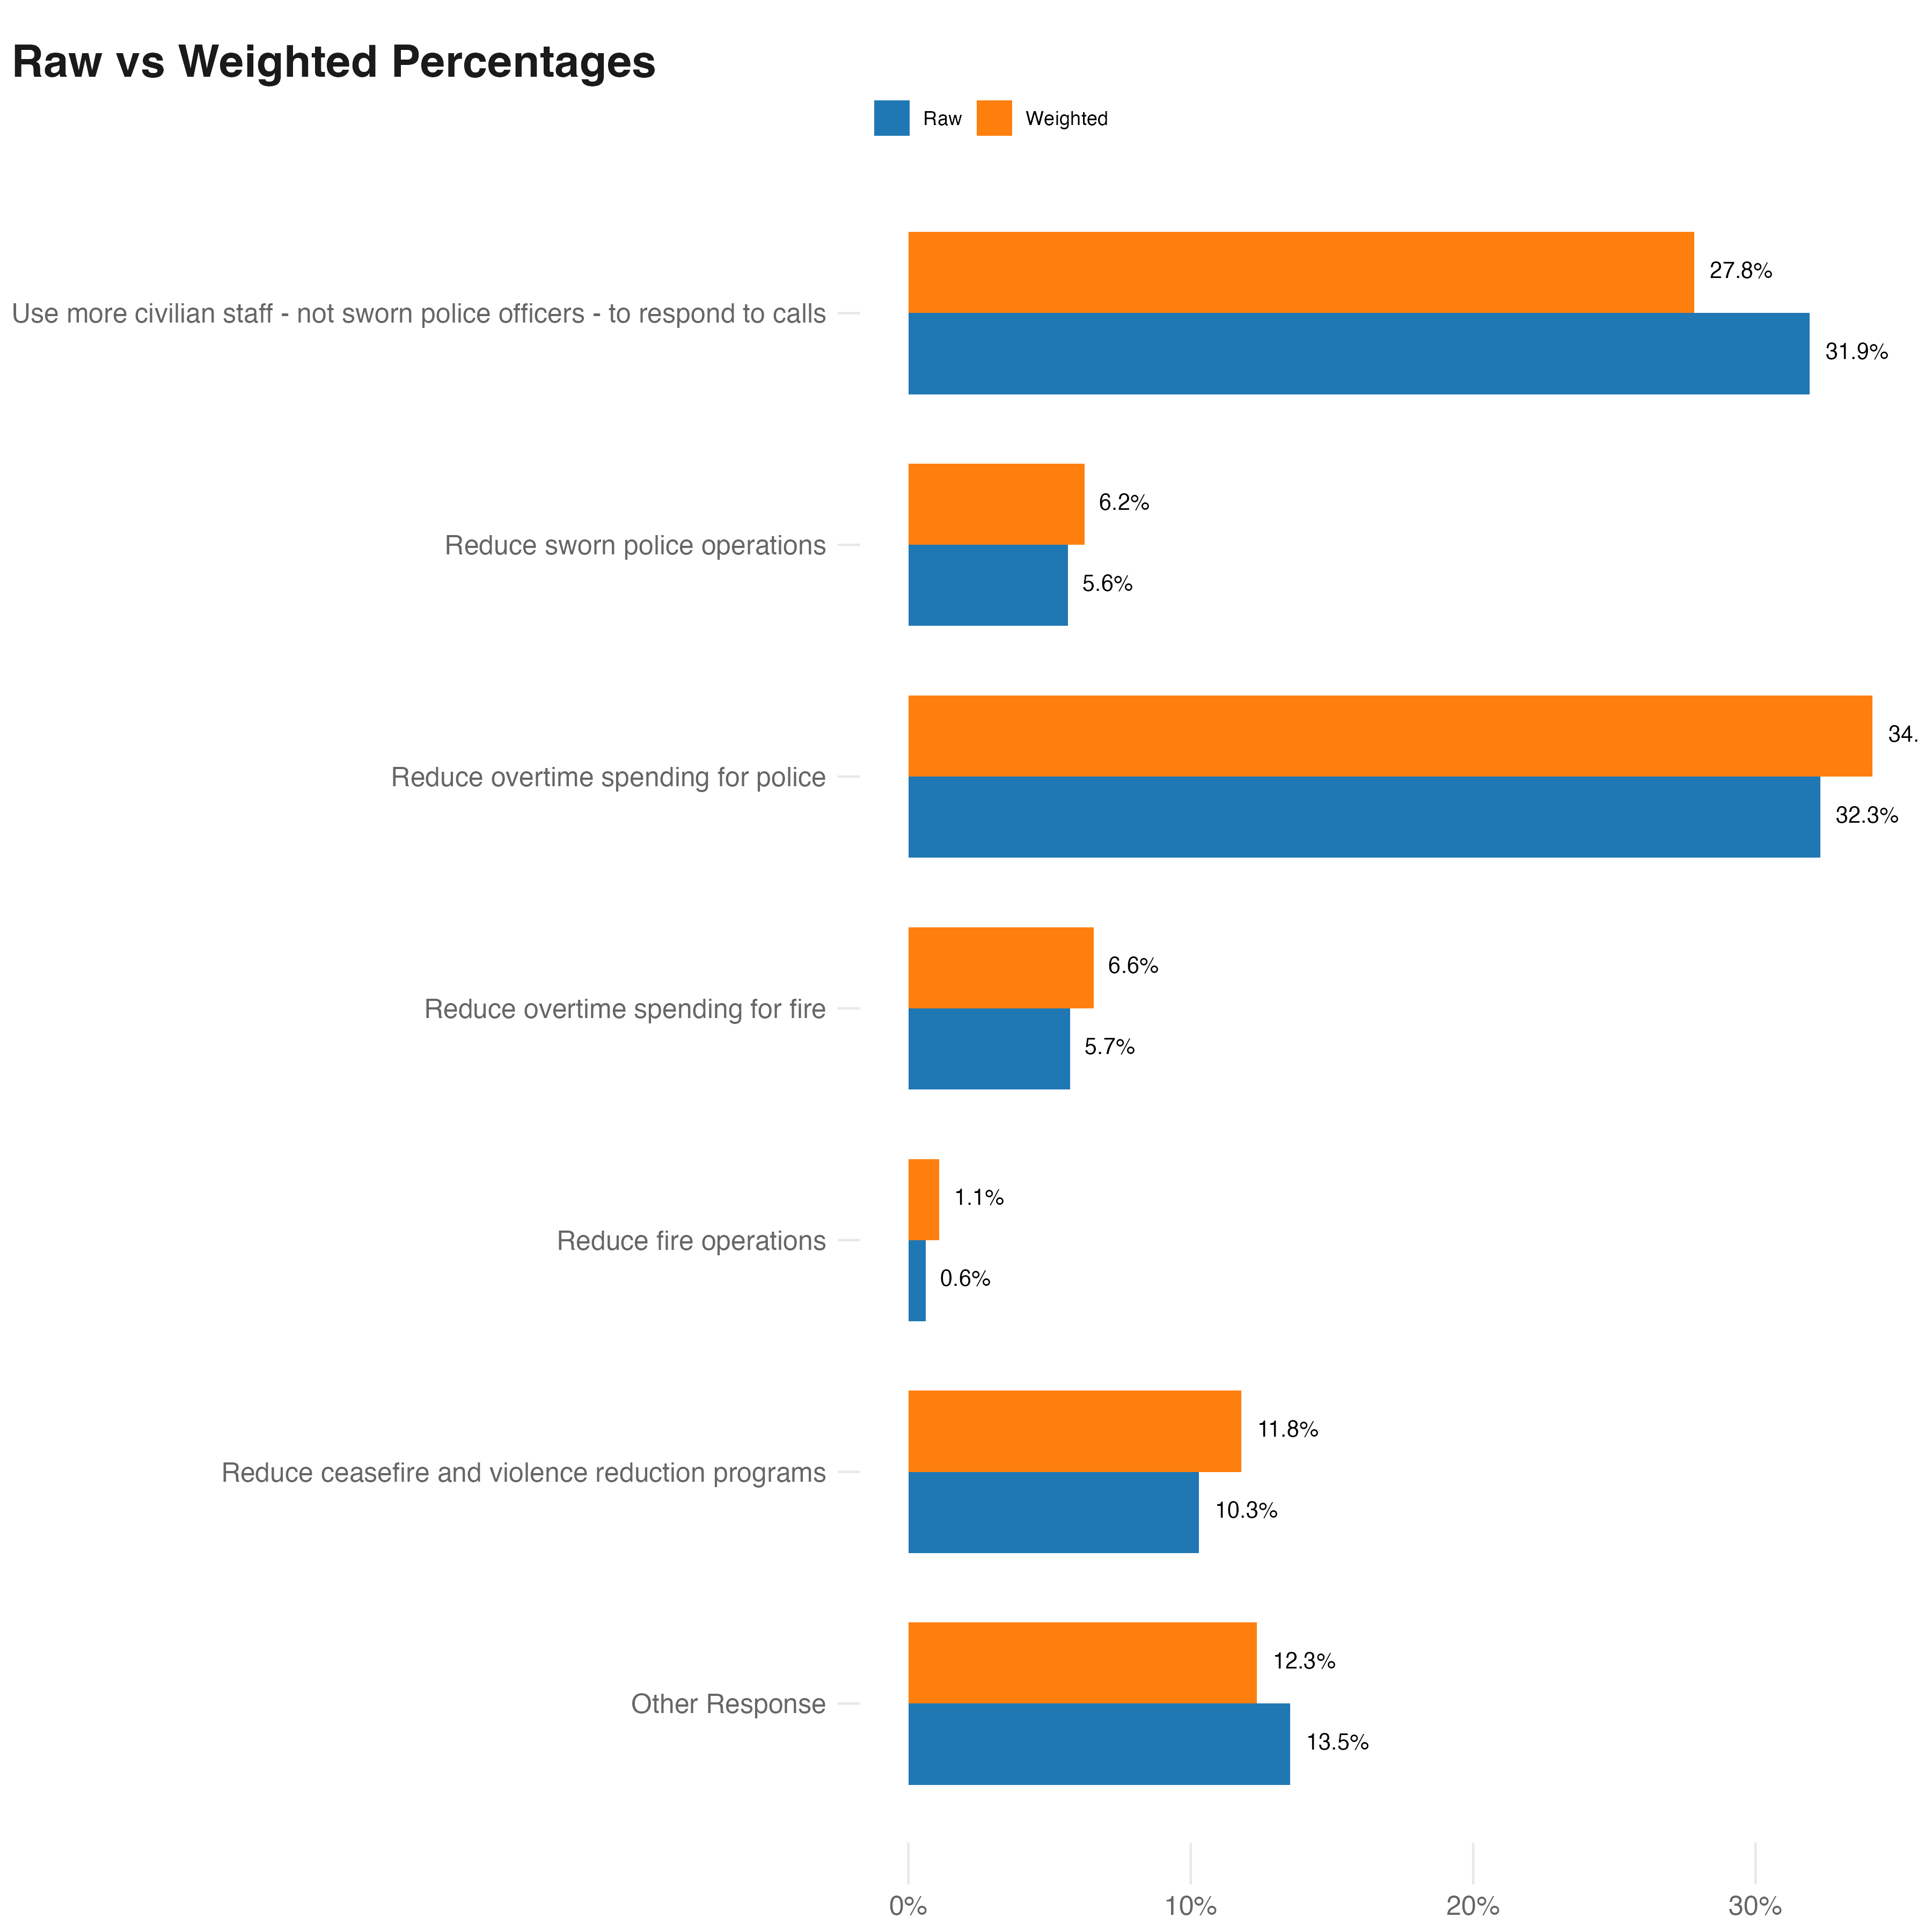 Raw vs Weighted Percentages
Raw Weighted
Use more civilian staff - not sworn police officers - to respond to calls
27.8%
31.9%
Reduce sworn police operations
6.2%
5.6%
Reduce overtime spending for police
34.
32.3%
Reduce overtime spending for fire
6.6%
5.7%
Reduce fire operations
1.1%
0.6%
Reduce ceasefire and violence reduction programs
11.8%
10.3%
Other Response
12.3%
13.5%
0% 10% 20% 30%